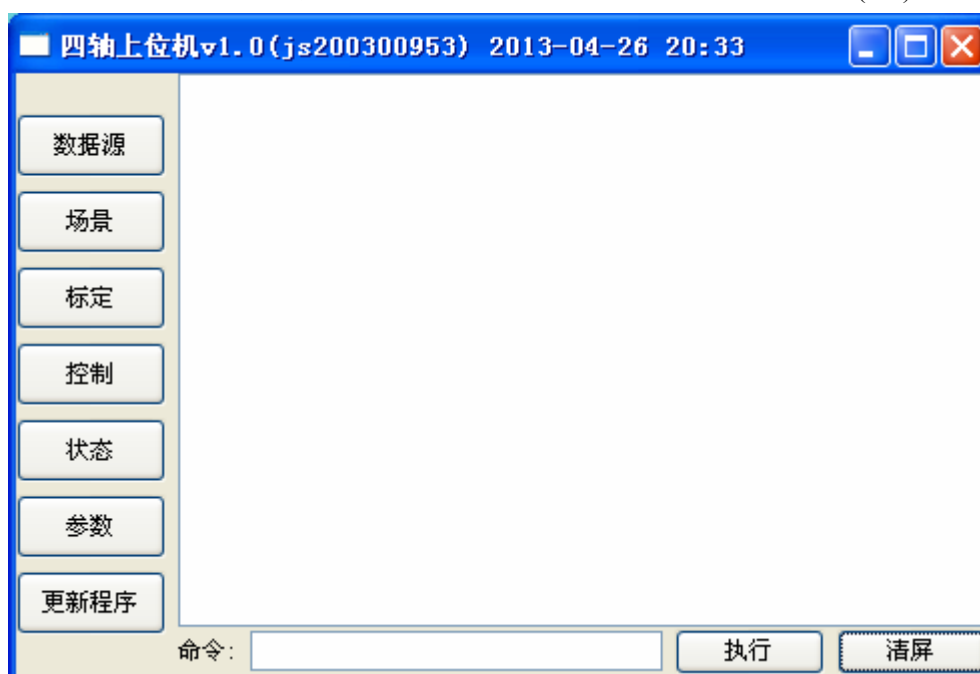 四轴上位机v1.0(js200300953) 2013-04-26 20:33
数据源
场景
标定
控制
状态
参数
更新程序
命令: 执行 清屏